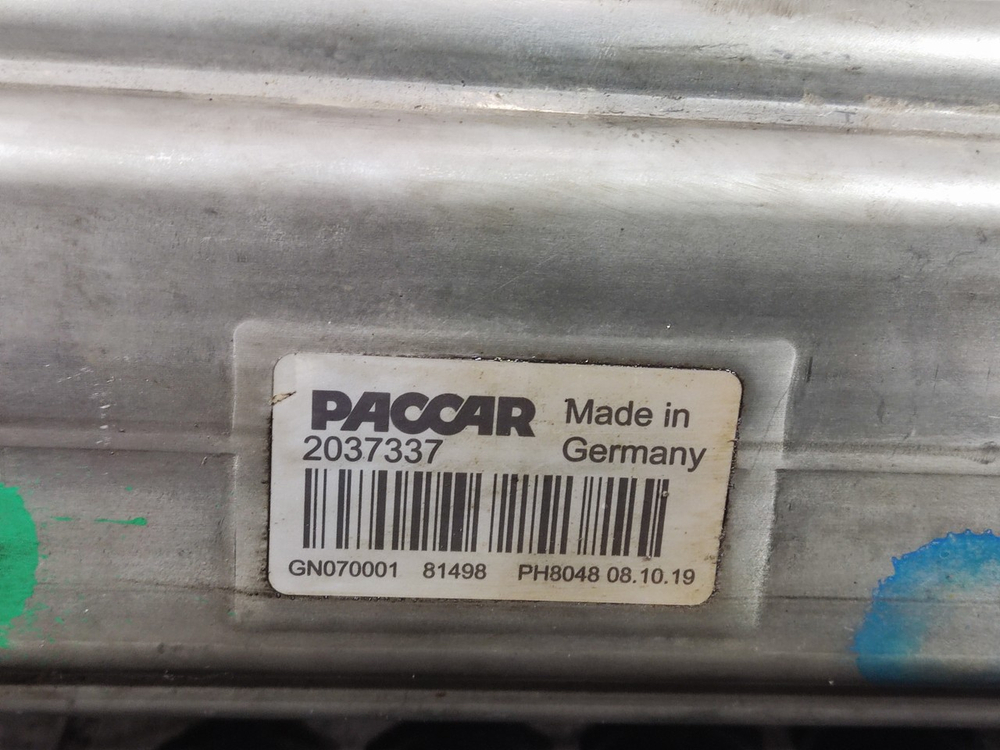 PACCAR Made in
2037337 Germany
GN070001 81498 PH8048 08.10.19